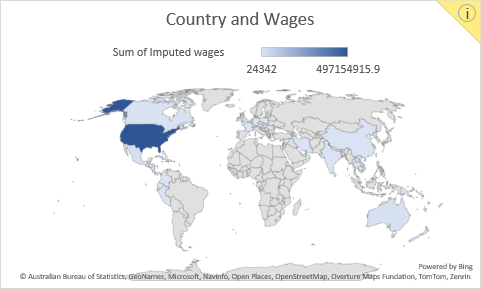 Country and Wages
Sum of Imputed wages
24342 497154915.9
Powered by Bing
© Australian Bureau of Statistics, GeoNames, Microsoft, Navinfo, Open Places, OpenStreetMap, Overture Maps Fundation, TomTom, Zenrin